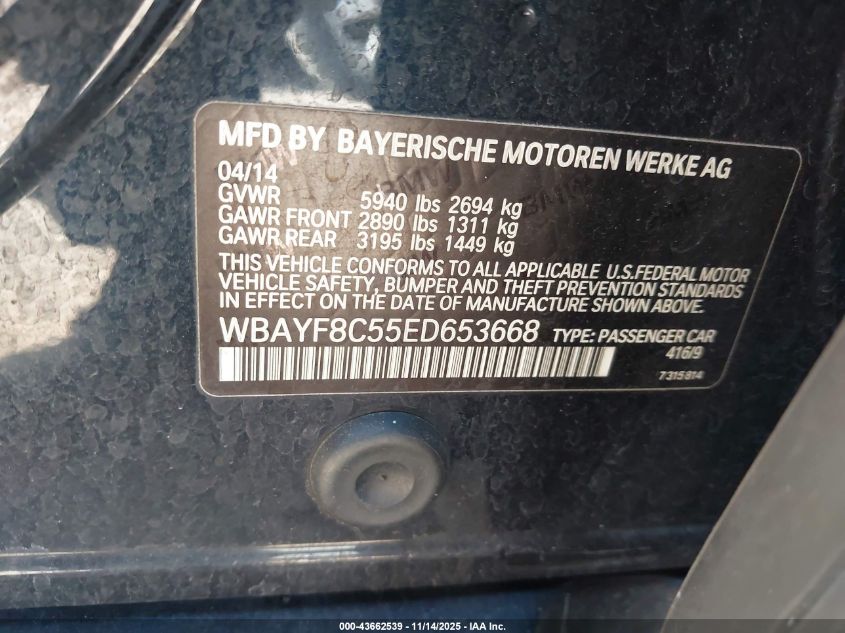 MFD BY BAYERISCHE MOTOREN WERKE AG
04/14
GVWR 5940 lbs 2694 kg
GAWR FRONT 2890 lbs 1311 kg
GAWR REAR 3195 lbs 1449 kg
THIS VEHICLE CONFORMS TO ALL APPLICABLE U.S.FEDERAL MOTOR
VEHICLE SAFETY, BUMPER AND THEFT PREVENTION STANDARDS
IN EFFECT ON THE DATE OF MANUFACTURE SHOWN ABOVE.
WBAYF8C55ED653668 TYPE: PASSENGER CAR
416/9
7315814
000-43662539 - 11/14/2025 - IAA Inc.